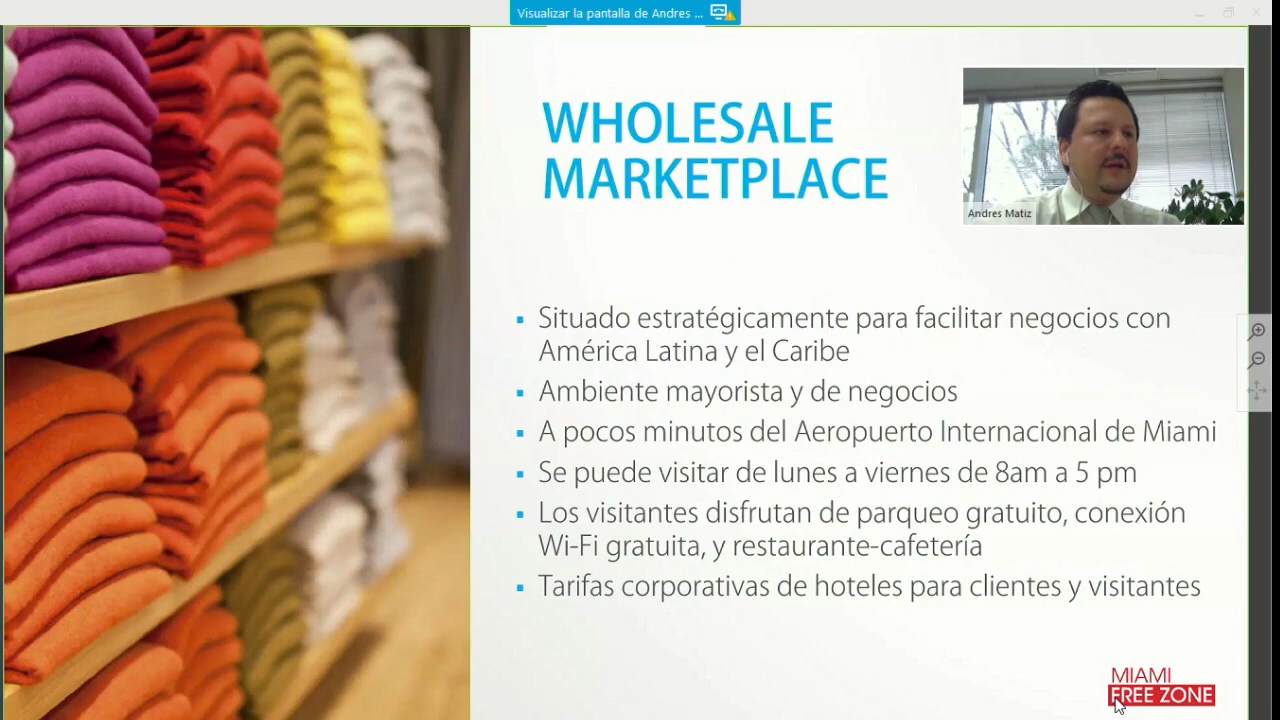 Visualizar la pantalla de Andres ...
WHOLESALE
MARKETPLACE
Andres Matiz
Situado estratégicamente para facilitar negocios con
América Latina y el Caribe
Ambiente mayorista y de negocios
A pocos minutos del Aeropuerto Internacional de Miami
Se puede visitar de lunes a viernes de 8am a 5 pm
Los visitantes disfrutan de parqueo gratuito, conexión
Wi-Fi gratuita, y restaurante-cafetería
Tarifas corporativas de hoteles para clientes y visitantes
MIAMI
FREE ZONE